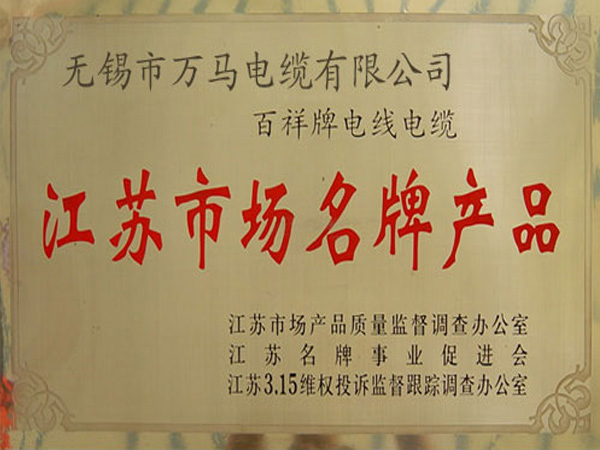 无锡市万马电缆有限公司
百祥牌电线电缆
江苏市场名牌产品
江苏市场产品质量监督调查办公室
江苏名牌事业促进会
江苏3.15维权投诉监督跟踪调查办公室